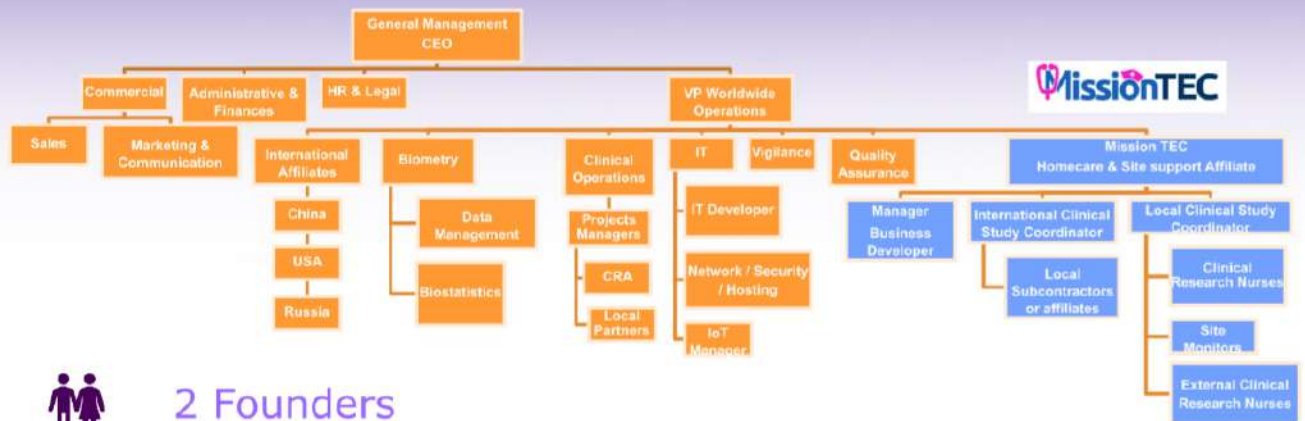 General Management
CEO
Commercial
Administrative &
Finances
HR & Legal
VP Worldwide
Operations
MissionTEC
Sales
Marketing &
Communication
International
Affiliates
Biometry
Clinical
Operations
IT
Vigilance
Quality
Assurance
Mission TEC
Homecare & Site support Affiliate
China
USA
Russia
Data
Management
Biostatistics
Projects
Managers
CRA
Local
Partners
IT Developer
Network / Security
/ Hosting
IoT
Manager
Manager
Business
Developer
International Clinical
Study Coordinator
Local
Subcontractors
or affiliates
Local Clinical Study
Coordinator
Clinical
Research Nurses
Site
Monitors
External Clinical
Research Nurses
2 Founders